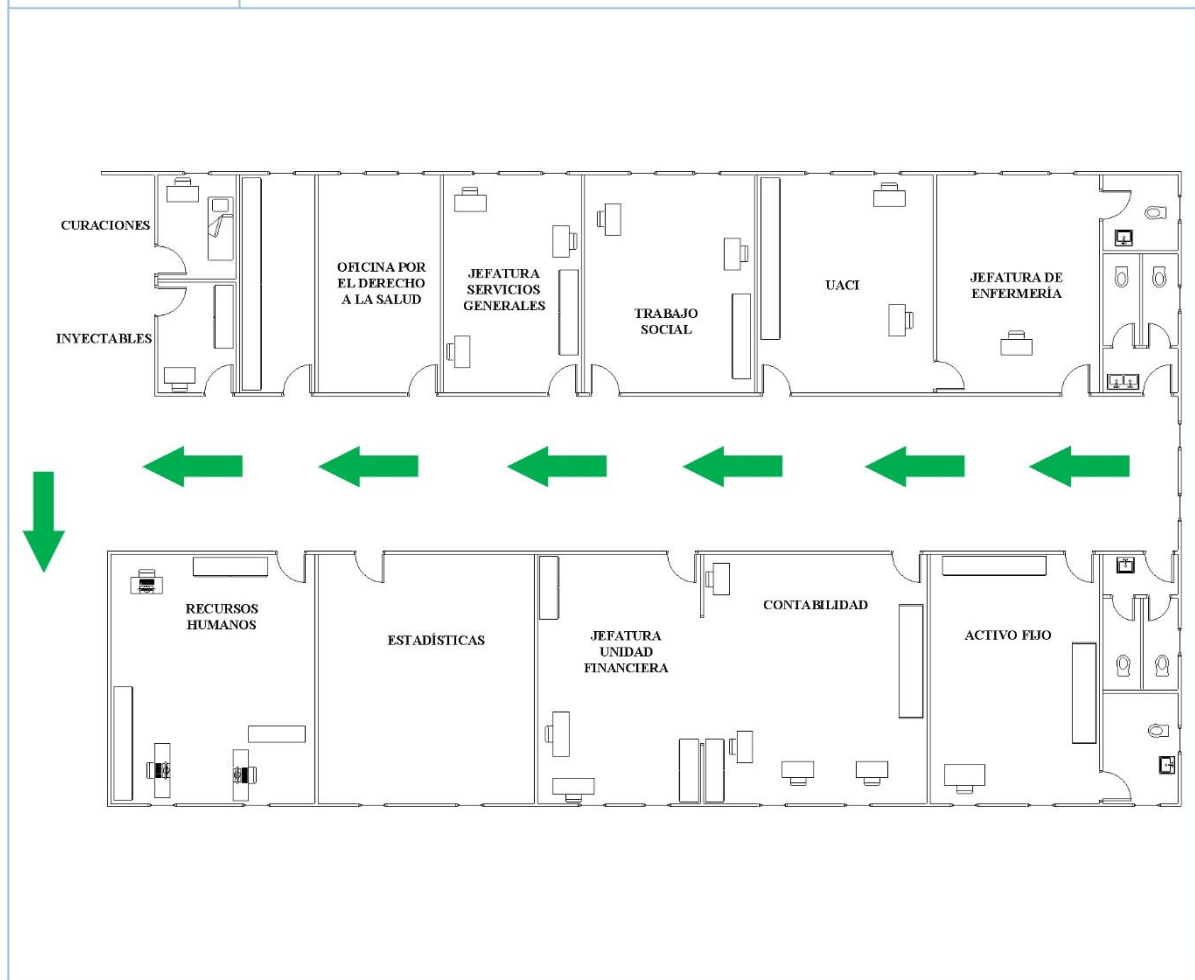 CURACIONES
INYECTABLES
OFICINA POR
EL DERECHO
A LA SALUD
JEFATURA
SERVICIOS
GENERALES
TRABAJO
SOCIAL
UACI
JEFATURA DE
ENFERMERÍA
RECURSOS
HUMANOS
ESTADÍSTICAS
JEFATURA
UNIDAD
FINANCIERA
CONTABILIDAD
ACTIVO FIJO